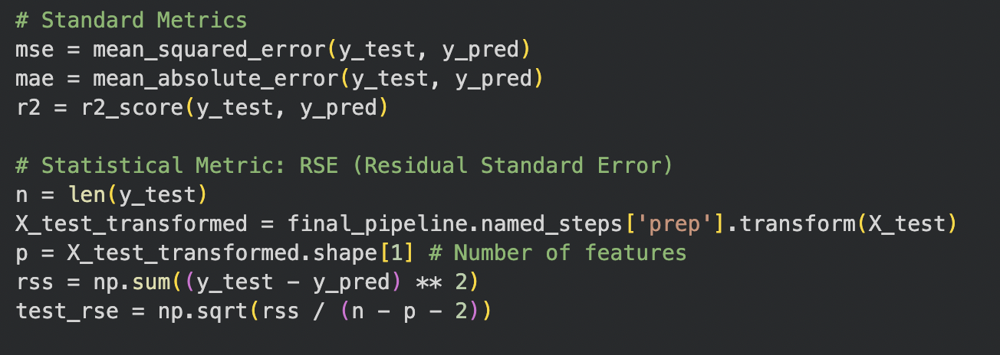 # Standard Metrics
mse = mean_squared_error(y_test, y_pred)
mae = mean_absolute_error(y_test, y_pred)
r2 = r2_score(y_test, y_pred)
# Statistical Metric: RSE (Residual Standard Error)
n = len(y_test)
X_test_transformed = final_pipeline.named_steps['prep'].transform(X_test)
p = X_test_transformed.shape[1] # Number of features
rss = np.sum((y_test - y_pred) ** 2)
test_rse = np.sqrt(rss / (n - p - 2))